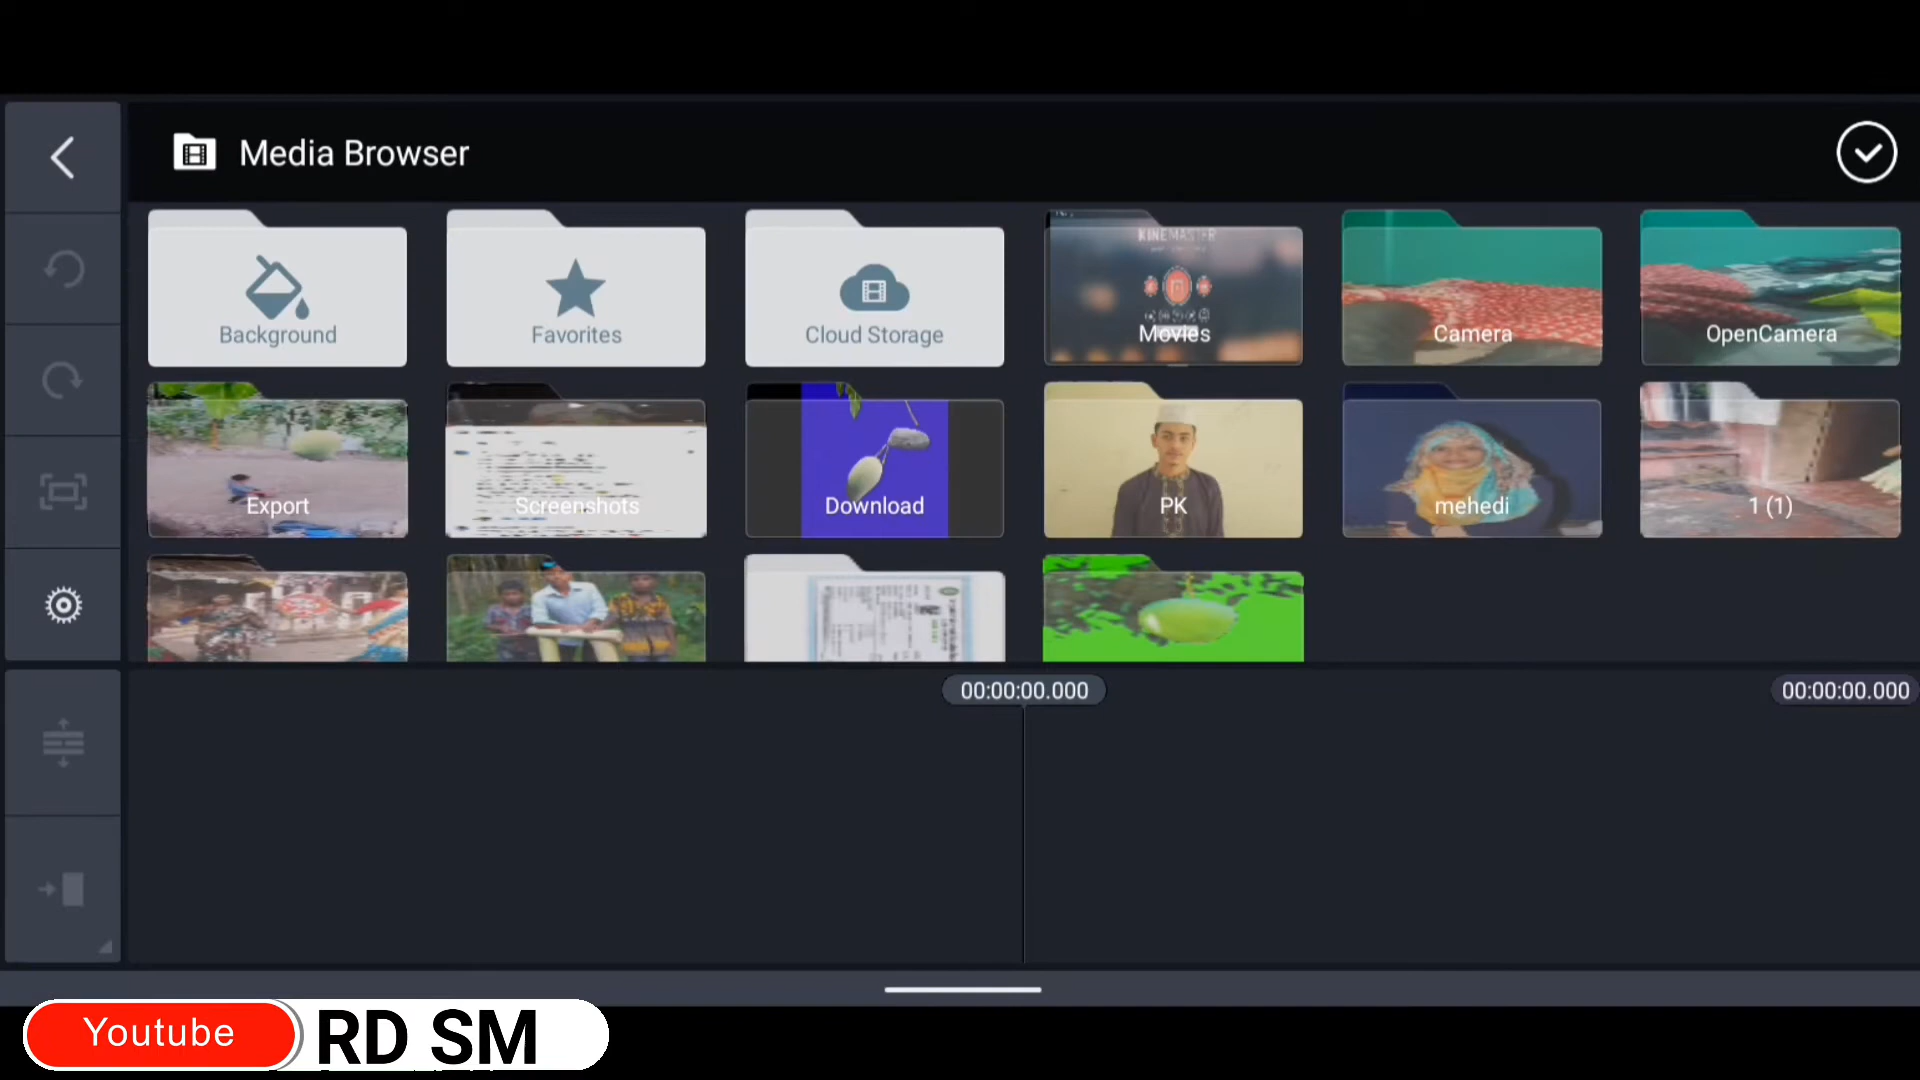 Media Browser
Background
Favorites
Cloud Storage
KINEMASTER
Movies
Camera
OpenCamera
Export
Screenshots
Download
PK
mehedi
1 (1)
00:00:00.000
00:00:00.000
Youtube
RD SM